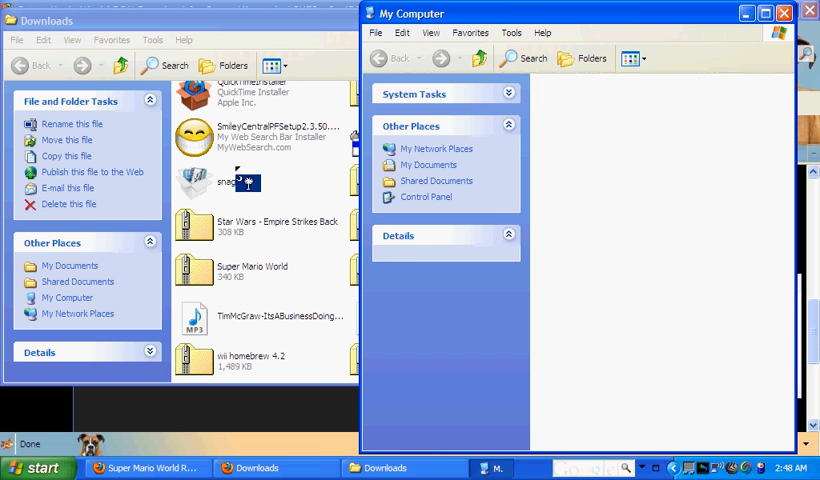 Downloads
File Edit View Favorites Tools Help
Back Search Folders
File and Folder Tasks
Rename this file
Move this file
Copy this file
Publish this file to the Web
E-mail this file
Delete this file
Other Places
My Documents
Shared Documents
My Computer
My Network Places
Details
QuickTimeInstaller
QuickTime Installer
Apple Inc.
SmileyCentralPFSetup2.3.50....
My Web Search Bar Installer
MyWebSearch.com
snag
Star Wars - Empire Strikes Back
308 KB
Super Mario World
340 KB
TimMcGraw-ItsABusinessDoing...
MP3
wii homebrew 4.2
1,489 KB
My Computer
File Edit View Favorites Tools Help
Back Search Folders
System Tasks
Other Places
My Network Places
My Documents
Shared Documents
Control Panel
Details
Done
start
Super Mario World R...
Downloads
Downloads
M.
2:48 AM